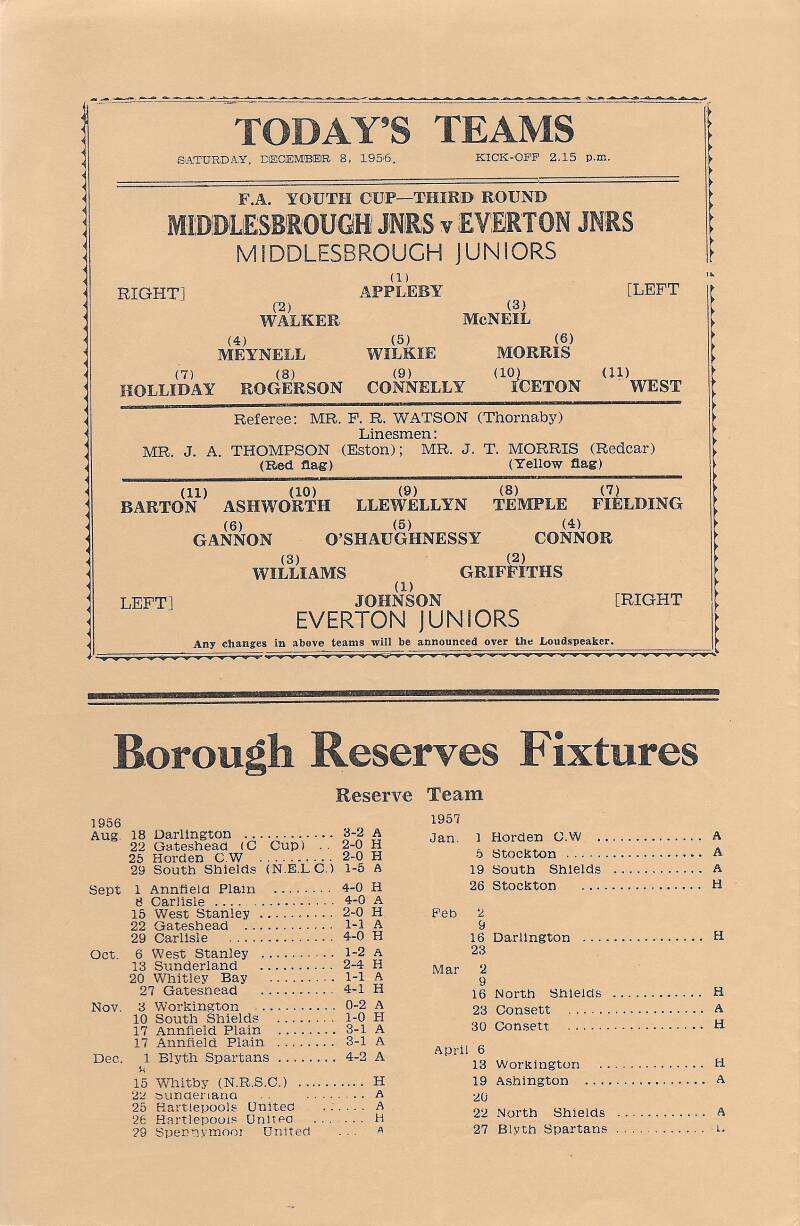 TODAY'S TEAMS
SATURDAY, DECEMBER 8, 1956. KICK-OFF 2.15 p.m.
F.A. YOUTH CUP—THIRD ROUND
MIDDLESBROUGH JNRS v EVERTON JNRS
MIDDLESBROUGH JUNIORS
(1)
RIGHT] APPLEBY [LEFT
(2) (3)
WALKER McNEIL
(4) (5) (6)
MEYNELL WILKIE MORRIS
(7) (8) (9) (10) (11)
HOLLIDAY ROGERSON CONNELLY ICETON WEST
Referee: MR. F. R. WATSON (Thornaby)
Linesmen:
MR. J. A. THOMPSON (Eston); MR. J. T. MORRIS (Redcar)
(Red flag) (Yellow flag)
(11) (10) (9) (8) (7)
BARTON ASHWORTH LLEWELLYN TEMPLE FIELDING
(6) (5) (4)
GANNON O'SHAUGHNESSY CONNOR
(3) (2)
WILLIAMS GRIFFITHS
(1)
LEFT] JOHNSON [RIGHT
EVERTON JUNIORS
Any changes in above teams will be announced over the Loudspeaker.
Borough Reserves Fixtures
Reserve Team
1956
Aug. 18 Darlington ............ 3-2 A
22 Gateshead (C Cup) .. 2-0 H
25 Horden C.W .......... 2-0 H
29 South Shields (N.E.L C.) 1-5 A
Sept 1 Annfield Plain ........ 4-0 H
8 Carlisle .... ............ 4-0 A
15 West Stanley .......... 2-0 H
22 Gateshead ............ 1-1 A
29 Carlisle .............. 4-0 H
Oct. 6 West Stanley .......... 1-2 A
13 Sunderland .......... 2-4 H
20 Whitley Bay .......... 1-1 A
27 Gateshead .......... 4-1 H
Nov. 3 Workington ........... 0-2 A
10 South Shields ........ 1-0 H
17 Annfield Plain ........ 3-1 A
17 Annfield Plain ........ 3-1 A
Dec. 1 Blyth Spartans ........ 4-2 A
8
15 Whitby (N.R.S.C.) .......... H
22 Sunderland ........ A
25 Hartlepools United ...... A
26 Hartlepools United ....... H
29 Spennymoor United ... A
1957
Jan. 1 Horden C.W .............. A
5 Stockton .................. A
19 South Shields ............ A
26 Stockton ................ H
Feb 2
9
16 Darlington ................ H
23
Mar 2
9
16 North Shields ............ H
23 Consett .................. A
30 Consett .................. H
April 6
13 Workington .............. H
19 Ashington ................ A
20
22 North Shields ............ A
27 Blyth Spartans ............